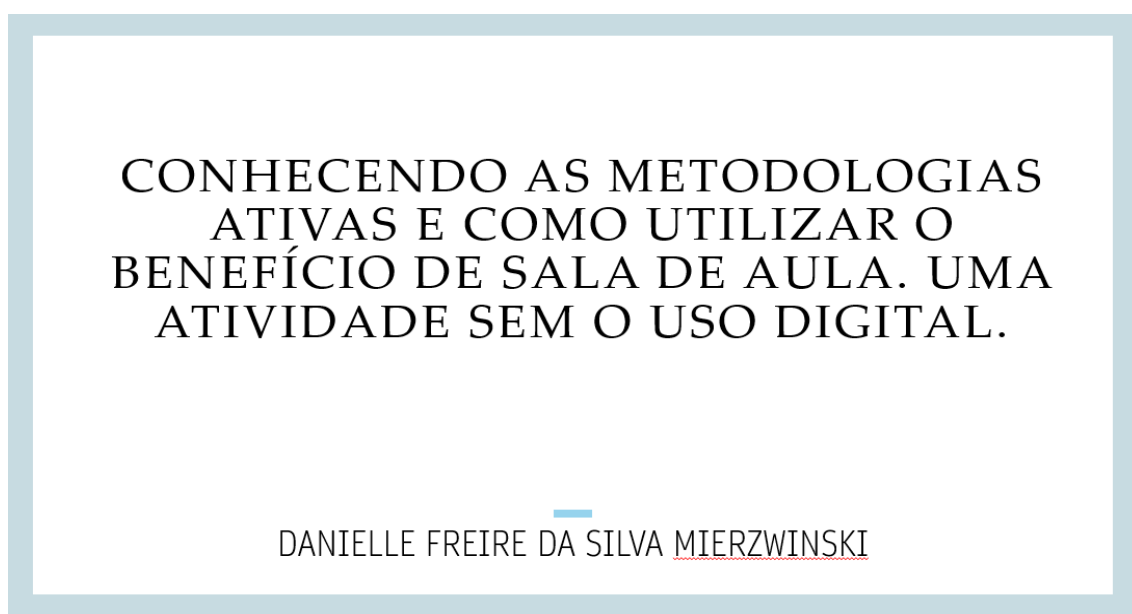 CONHECENDO AS METODOLOGIAS
ATIVAS E COMO UTILIZAR O
BENEFÍCIO DE SALA DE AULA. UMA
ATIVIDADE SEM O USO DIGITAL.
DANIELLE FREIRE DA SILVA MIERZWINSKI